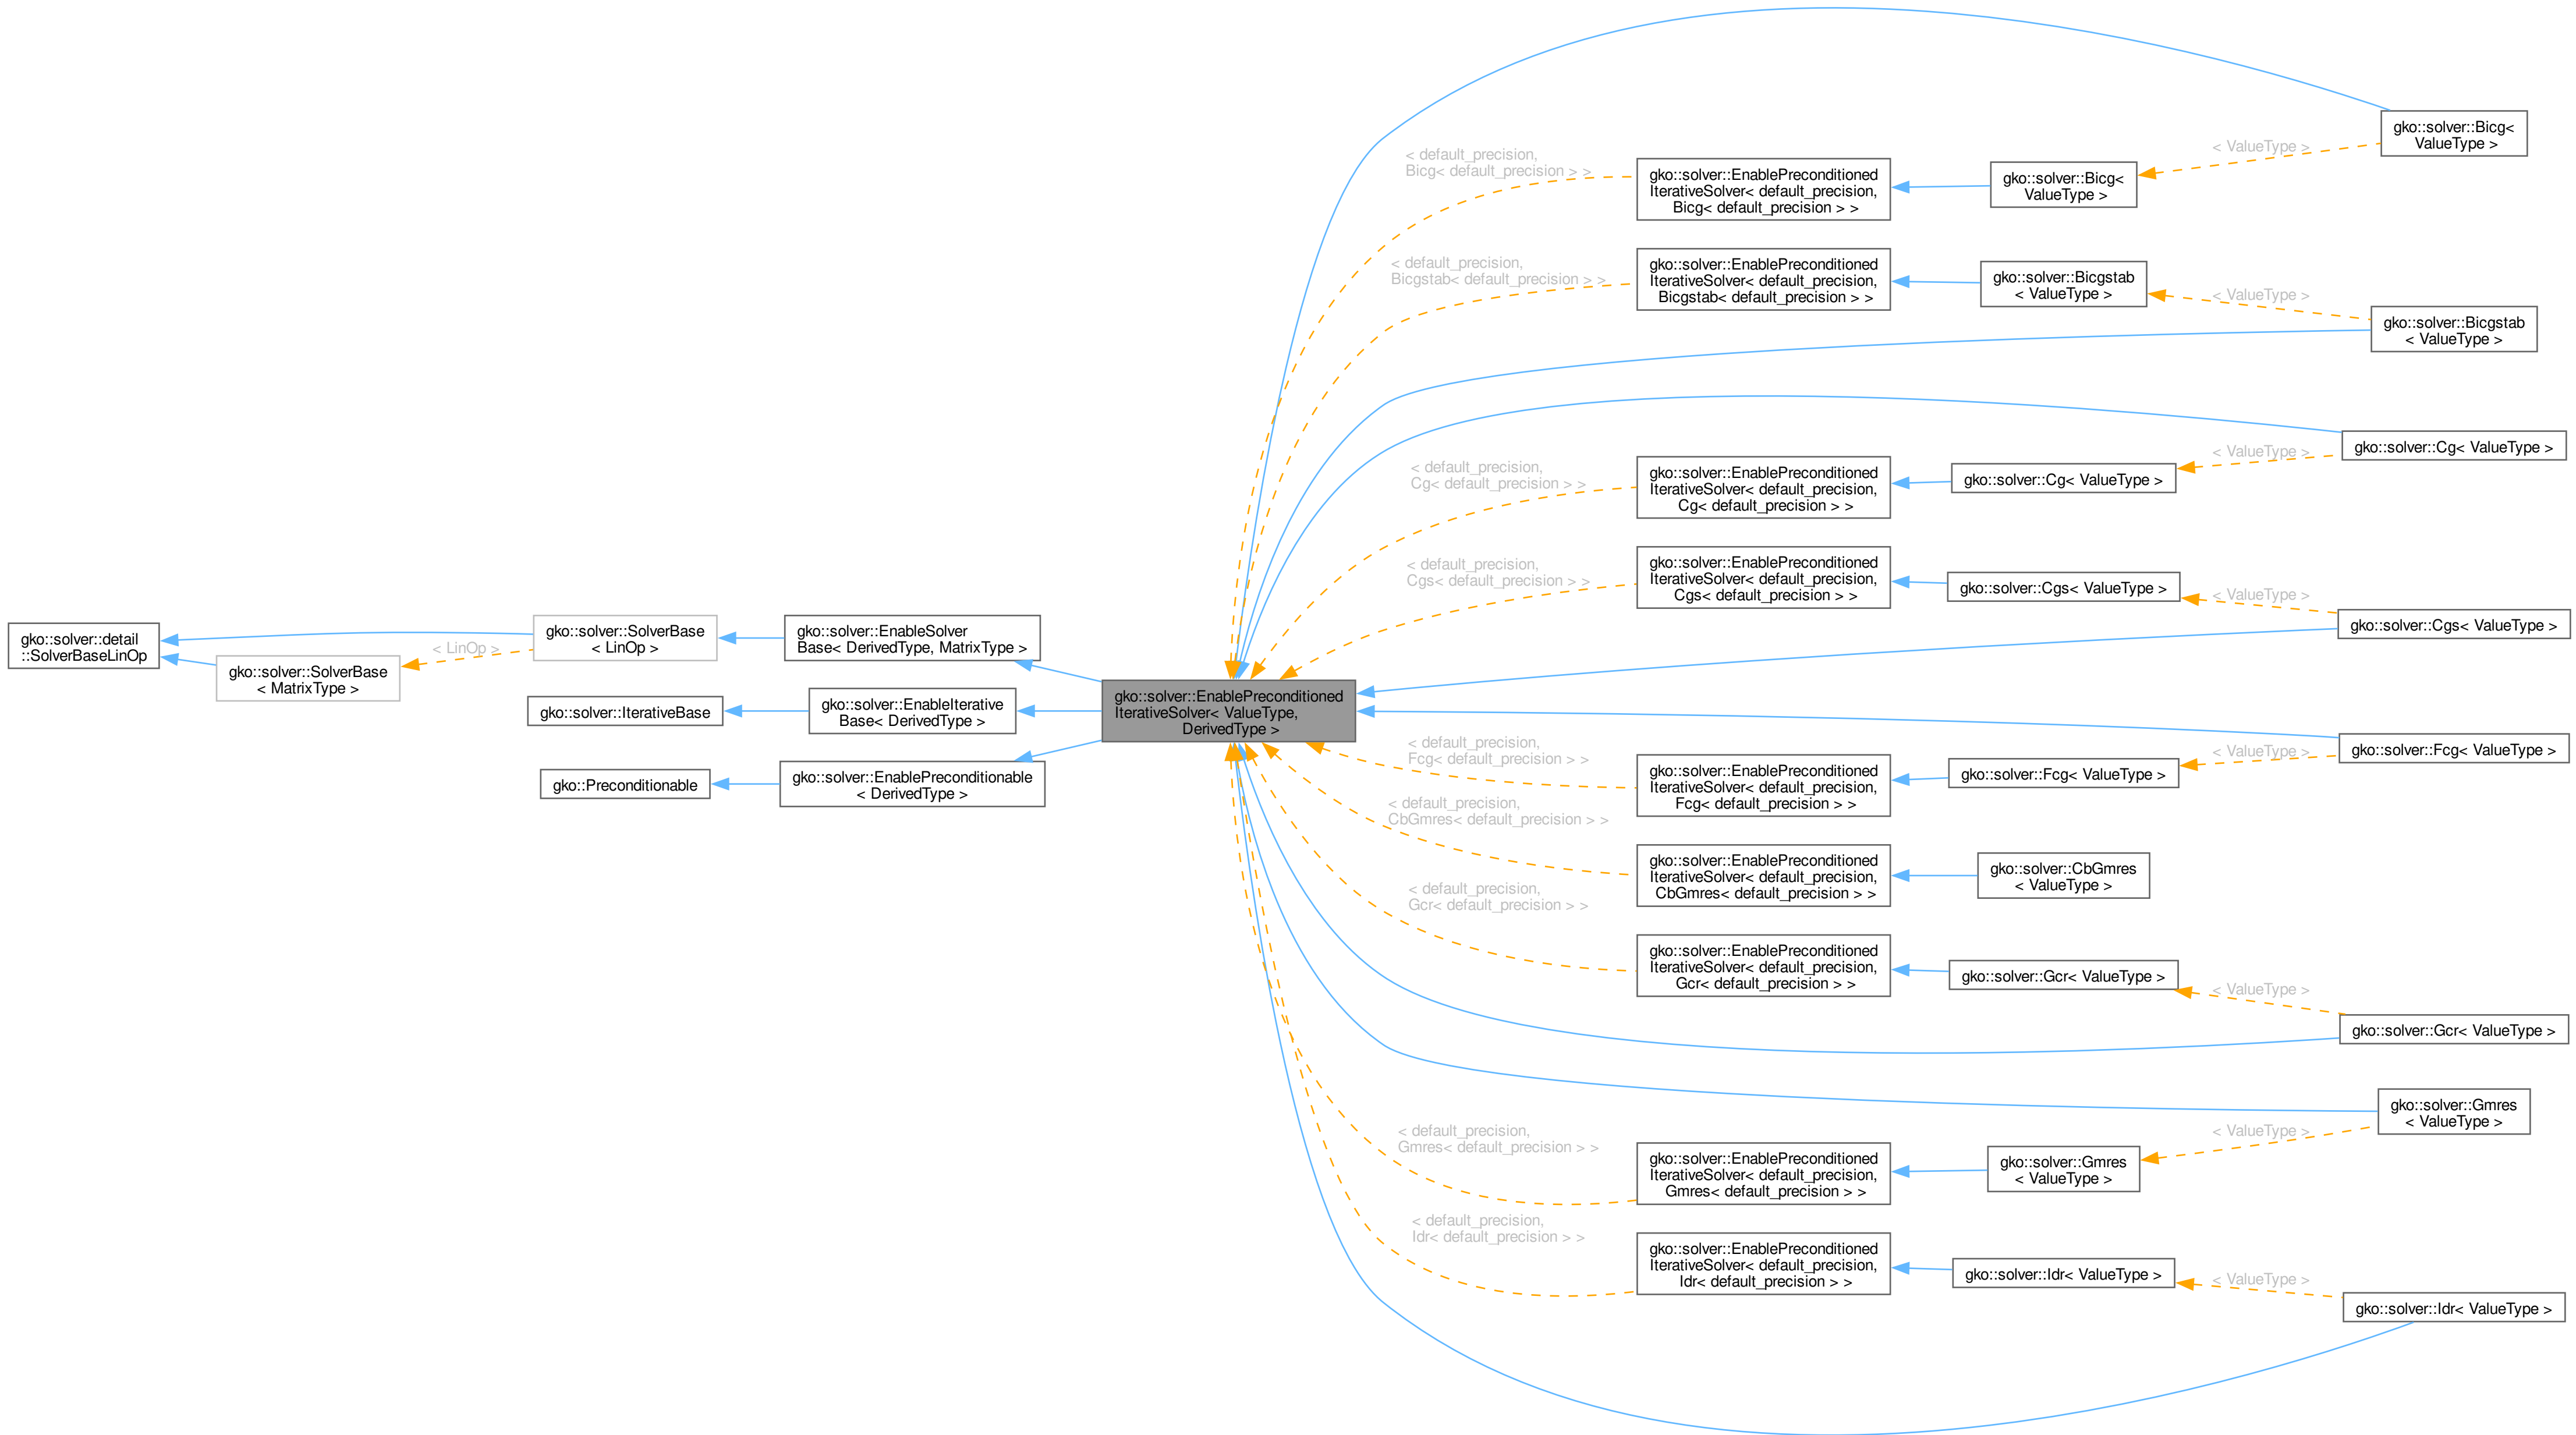 gko::solver::detail
::SolverBaseLinOp
gko::solver::SolverBase
< MatrixType >
< LinOp >
gko::solver::SolverBase
< LinOp >
gko::solver::IterativeBase
gko::Preconditionable
gko::solver::EnableSolver
Base< DerivedType, MatrixType >
gko::solver::EnableIterative
Base< DerivedType >
gko::solver::EnablePreconditionable
< DerivedType >
gko::solver::EnablePreconditioned
IterativeSolver< ValueType,
DerivedType >
< default_precision,
Bicg< default_precision > >
gko::solver::EnablePreconditioned
IterativeSolver< default_precision,
Bicg< default_precision > >
gko::solver::Bicg<
ValueType >
< ValueType >
gko::solver::Bicg<
ValueType >
< default_precision,
Bicgstab< default_precision > >
gko::solver::EnablePreconditioned
IterativeSolver< default_precision,
Bicgstab< default_precision > >
gko::solver::Bicgstab
< ValueType >
< ValueType >
gko::solver::Bicgstab
< ValueType >
< default_precision,
Cg< default_precision > >
gko::solver::EnablePreconditioned
IterativeSolver< default_precision,
Cg< default_precision > >
gko::solver::Cg< ValueType >
< ValueType >
gko::solver::Cg< ValueType >
< default_precision,
Cgs< default_precision > >
gko::solver::EnablePreconditioned
IterativeSolver< default_precision,
Cgs< default_precision > >
gko::solver::Cgs< ValueType >
< ValueType >
gko::solver::Cgs< ValueType >
< default_precision,
Fcg< default_precision > >
gko::solver::EnablePreconditioned
IterativeSolver< default_precision,
Fcg< default_precision > >
gko::solver::Fcg< ValueType >
< ValueType >
gko::solver::Fcg< ValueType >
< default_precision,
CbGmres< default_precision > >
gko::solver::EnablePreconditioned
IterativeSolver< default_precision,
CbGmres< default_precision > >
gko::solver::CbGmres
< ValueType >
< default_precision,
Gcr< default_precision > >
gko::solver::EnablePreconditioned
IterativeSolver< default_precision,
Gcr< default_precision > >
gko::solver::Gcr< ValueType >
< ValueType >
gko::solver::Gcr< ValueType >
< default_precision,
Gmres< default_precision > >
gko::solver::EnablePreconditioned
IterativeSolver< default_precision,
Gmres< default_precision > >
gko::solver::Gmres
< ValueType >
< ValueType >
gko::solver::Gmres
< ValueType >
< default_precision,
Idr< default_precision > >
gko::solver::EnablePreconditioned
IterativeSolver< default_precision,
Idr< default_precision > >
gko::solver::Idr< ValueType >
< ValueType >
gko::solver::Idr< ValueType >